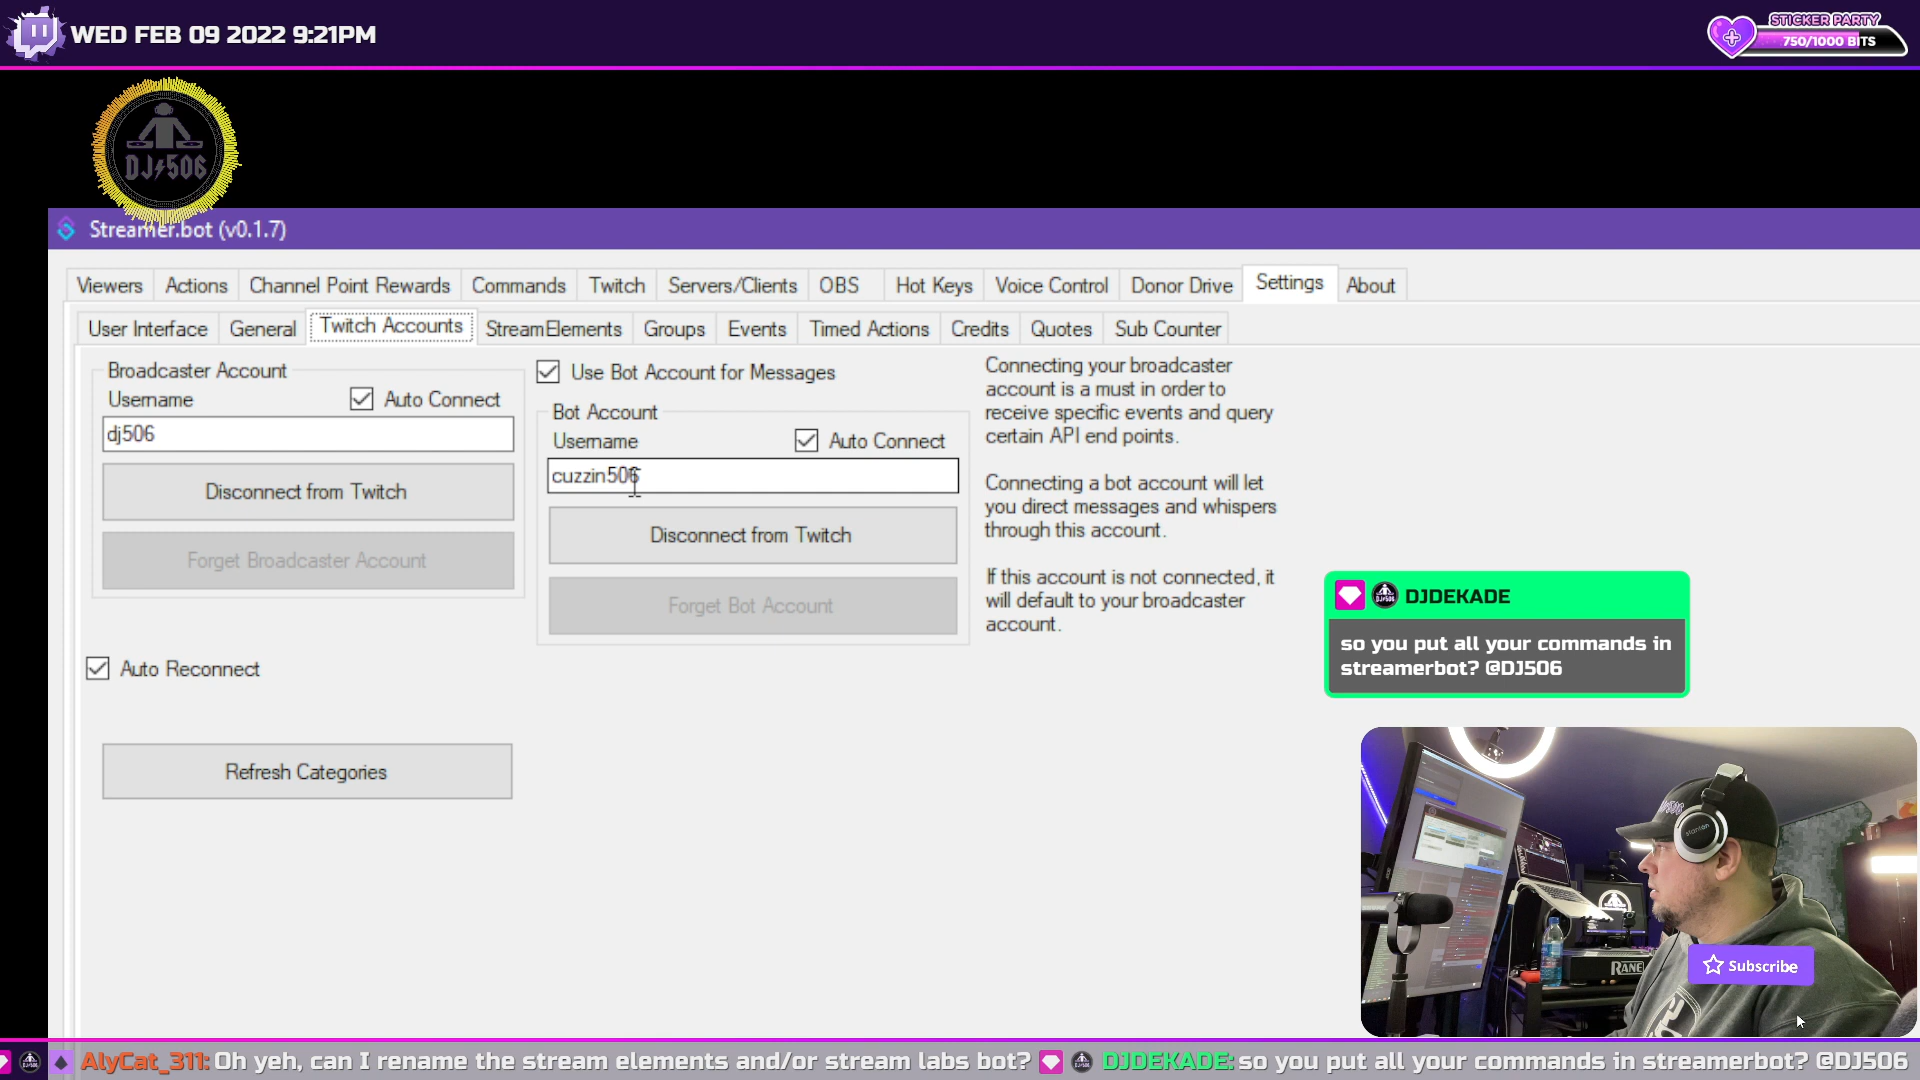 WED FEB 09 2022 9:21PM
STICKER PARTY
750/1000 BITS
DJ506
Streamer.bot (v0.1.7)
Viewers Actions Channel Point Rewards Commands Twitch Servers/Clients OBS Hot Keys Voice Control Donor Drive Settings About
User Interface General Twitch Accounts StreamElements Groups Events Timed Actions Credits Quotes Sub Counter
Broadcaster Account
Username Auto Connect
dj506
Disconnect from Twitch
Forget Broadcaster Account
Auto Reconnect
Refresh Categories
Use Bot Account for Messages
Bot Account
Username Auto Connect
cuzzin506
Disconnect from Twitch
Forget Bot Account
Connecting your broadcaster
account is a must in order to
receive specific events and query
certain API end points.
Connecting a bot account will let
you direct messages and whispers
through this account.
If this account is not connected, it
will default to your broadcaster
account.
DJDEKADE
so you put all your commands in
streamerbot? @DJ506
stanton
RANE
Subscribe
AlyCat_311: Oh yeh, can I rename the stream elements and/or stream labs bot? DJDEKADE: so you put all your commands in streamerbot? @DJ506